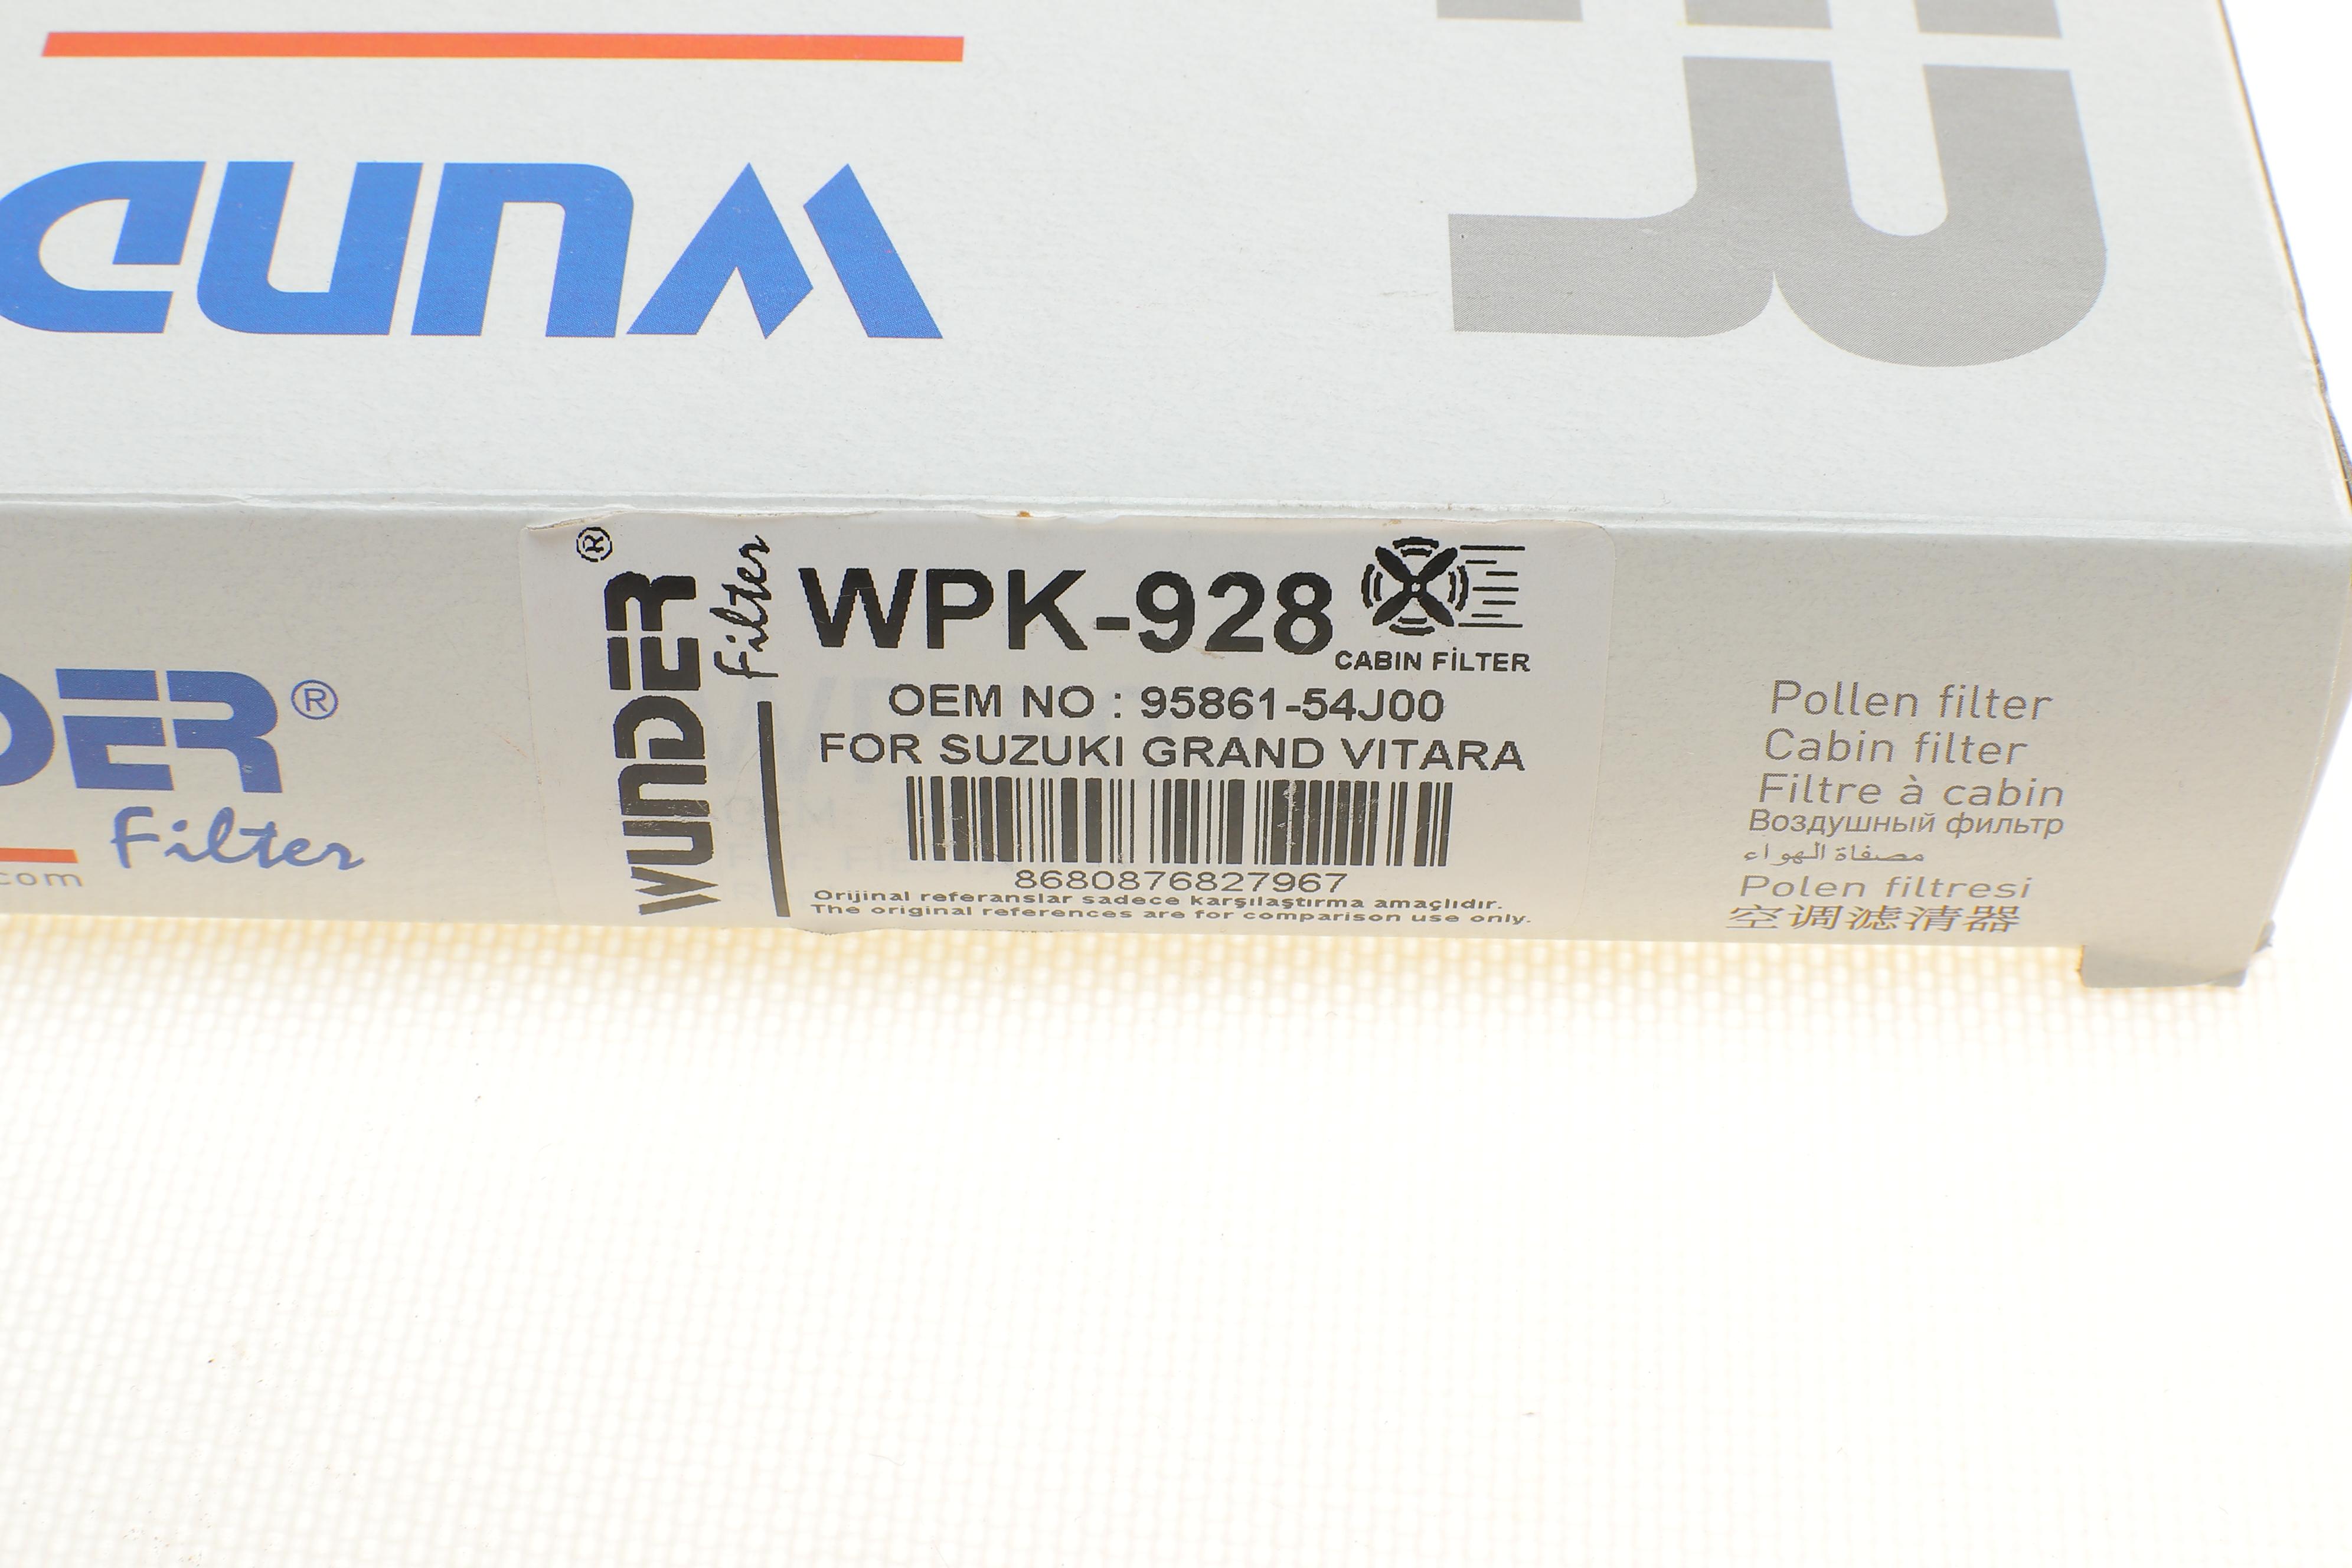 WUND
DER®
Filter
com
WUNDER®
Filter
WPK-928
CABIN FİLTER
OEM NO : 95861-54J00
FOR SUZUKI GRAND VITARA
8680876827967
Orijinal referanslar sadece karşılaştırma amaçlıdır.
The original references are for comparison use only.
Pollen filter
Cabin filter
Filtre à cabin
Воздушный фильтр
مصفاة الهواء
Polen filtresi
空调滤清器